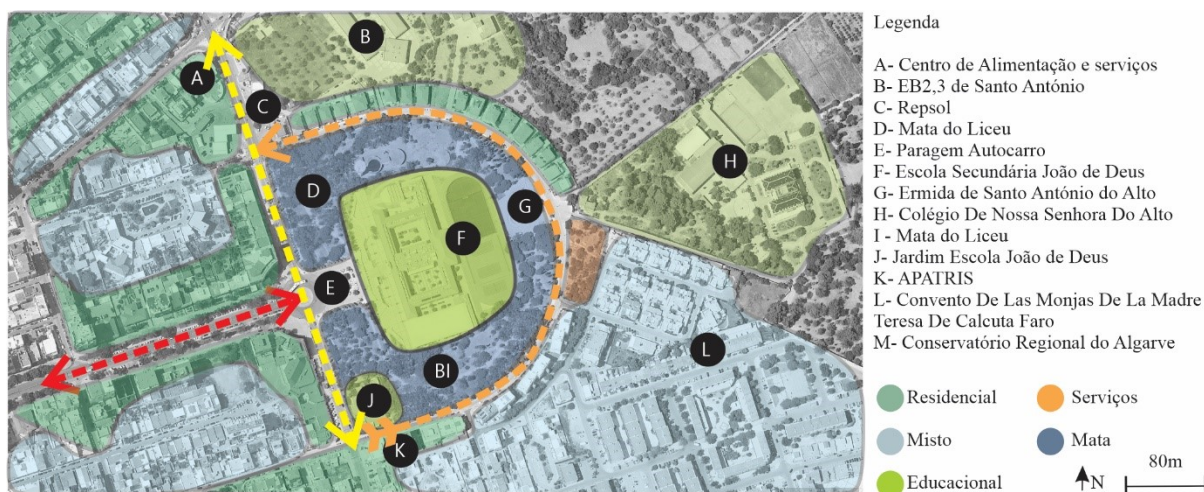 A
B
C
D
E
F
G
H
BI
J
K
L
Legenda
A- Centro de Alimentação e serviços
B- EB2,3 de Santo António
C- Repsol
D- Mata do Liceu
E- Paragem Autocarro
F- Escola Secundária João de Deus
G- Ermida de Santo António do Alto
H- Colégio De Nossa Senhora Do Alto
I - Mata do Liceu
J- Jardim Escola João de Deus
K- APATRIS
L- Convento De Las Monjas De La Madre
Teresa De Calcuta Faro
M- Conservatório Regional do Algarve
Residencial
Serviços
Misto
Mata
Educacional
N
80m